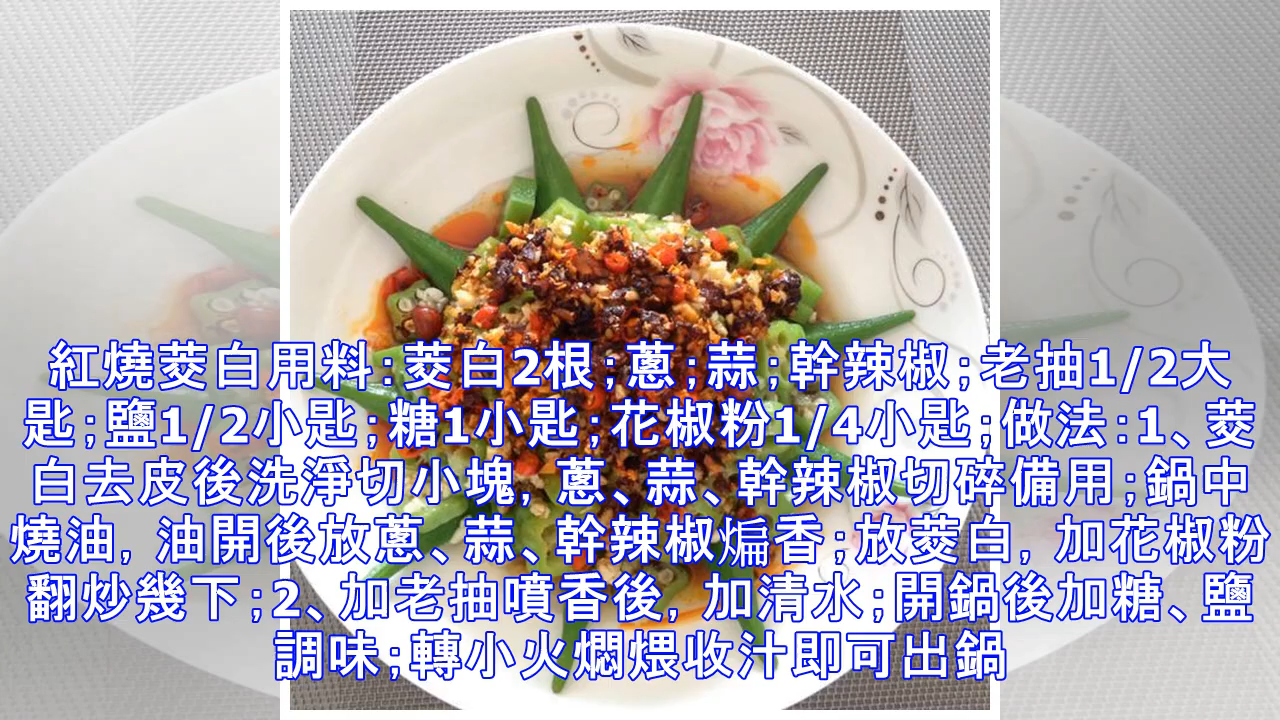 紅燒茭白用料:茭白2根;蔥;蒜;幹辣椒;老抽1/2大
匙;鹽1/2小匙;糖1小匙;花椒粉1/4小匙;做法:1、茭
白去皮後洗淨切小塊,蔥、蒜、幹辣椒切碎備用;鍋中
燒油,油開後放蔥、蒜、幹辣椒煸香;放茭白,加花椒粉
翻炒幾下;2、加老抽噴香後,加清水;開鍋後加糖、鹽
調味;轉小火燜煨收汁即可出鍋